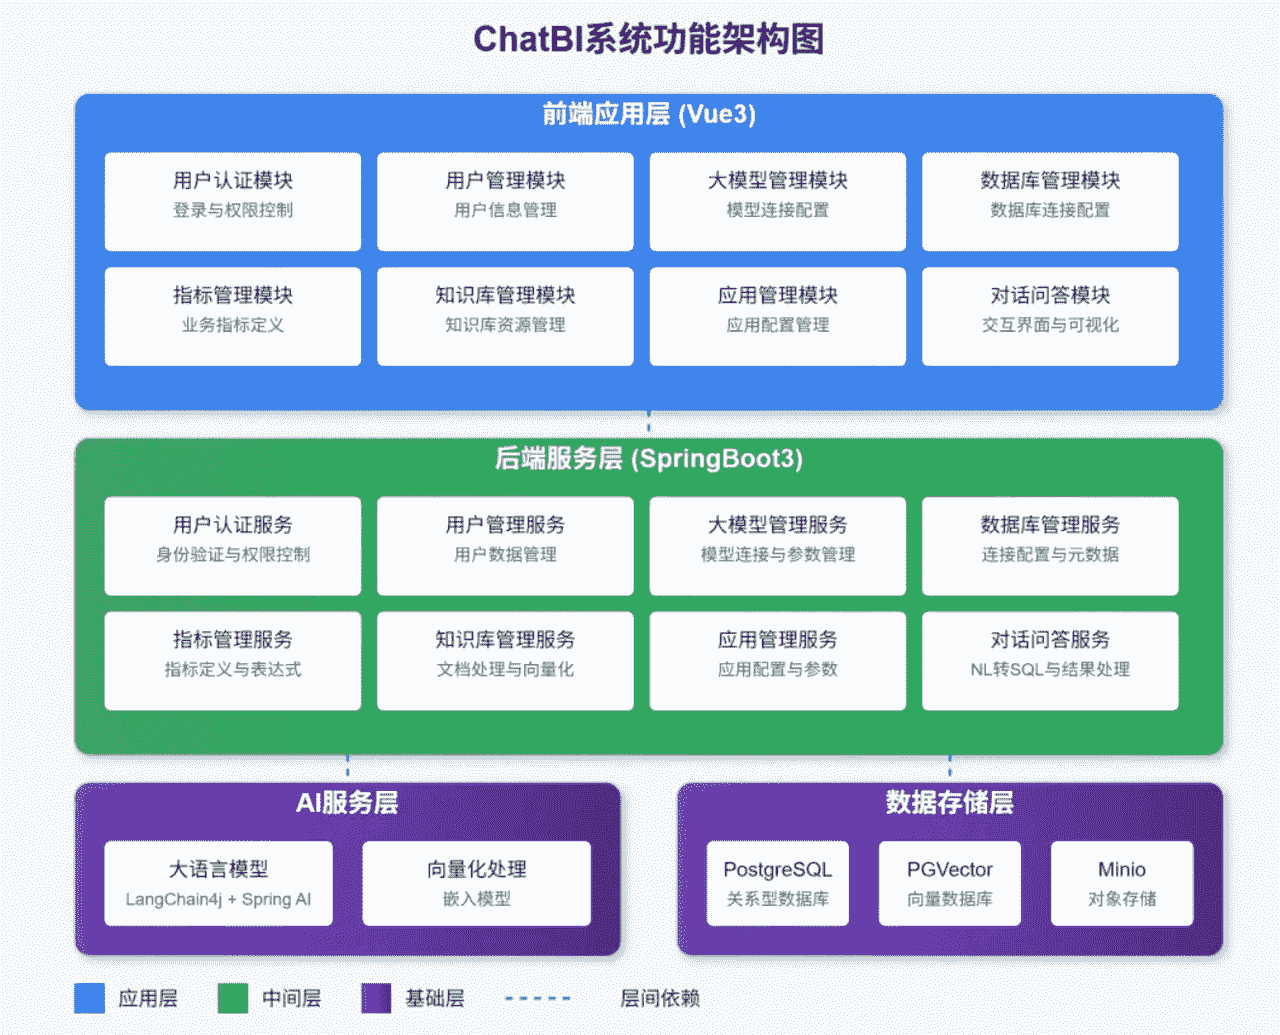 ChatBI系统功能架构图
前端应用层 (Vue3)
用户认证模块
登录与权限控制
用户管理模块
用户信息管理
大模型管理模块
模型连接配置
数据库管理模块
数据库连接配置
指标管理模块
业务指标定义
知识库管理模块
知识库资源管理
应用管理模块
应用配置管理
对话问答模块
交互界面与可视化
后端服务层 (SpringBoot3)
用户认证服务
身份验证与权限控制
用户管理服务
用户数据管理
大模型管理服务
模型连接与参数管理
数据库管理服务
连接配置与元数据
指标管理服务
指标定义与表达式
知识库管理服务
文档处理与向量化
应用管理服务
应用配置与参数
对话问答服务
NL转SQL与结果处理
AI服务层
大语言模型
LangChain4j + Spring AI
向量化处理
嵌入模型
数据存储层
PostgreSQL
关系型数据库
PGVector
向量数据库
Minio
对象存储
应用层
中间层
基础层
层间依赖